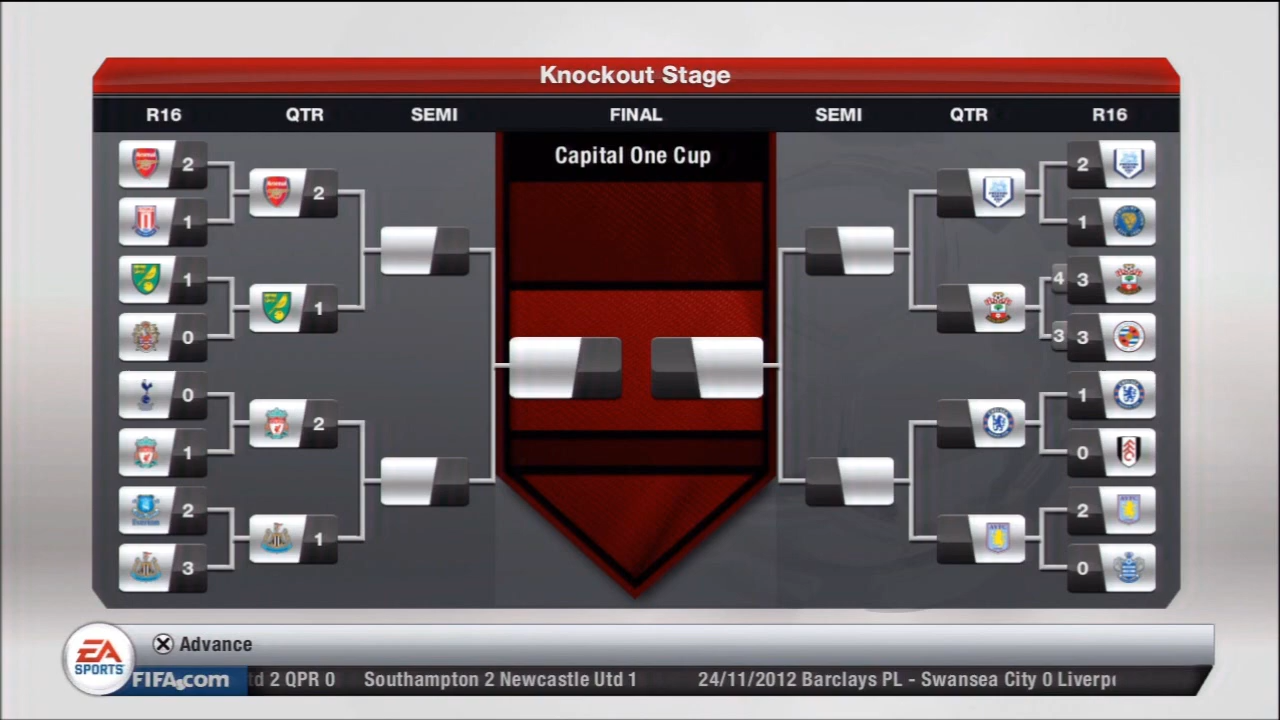 Knockout Stage
R16 QTR SEMI FINAL SEMI QTR R16
Capital One Cup
2 2
2
1 1
1 4 3
1
0 3 3
0 1
2
1 0
2 2
1
3 0
Advance
EA
SPORTS
FIFA.com td 2 QPR 0 Southampton 2 Newcastle Utd 1 24/11/2012 Barclays PL - Swansea City 0 Liverp